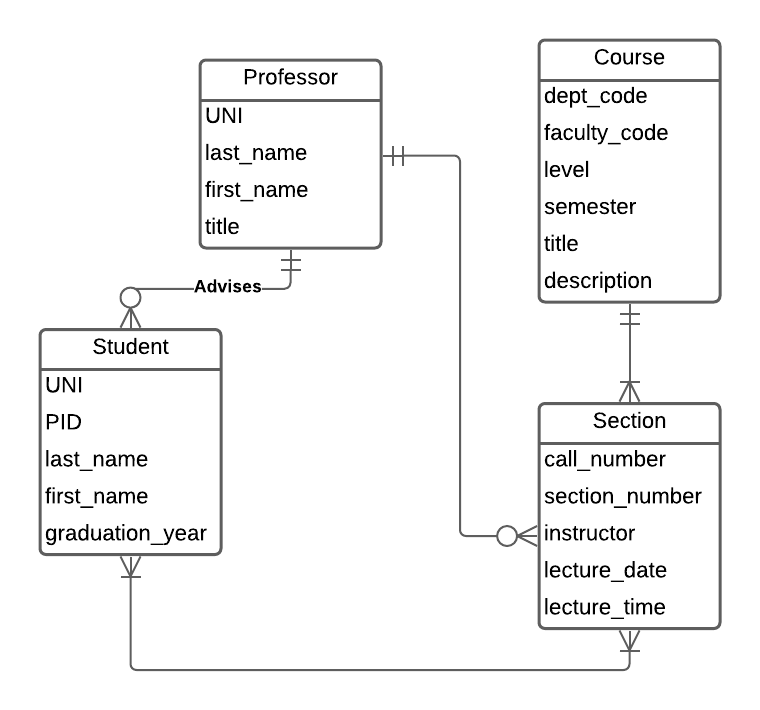 Professor
UNI
last_name
first_name
title
Course
dept_code
faculty_code
level
semester
title
description
Advises
Student
UNI
PID
last_name
first_name
graduation_year
Section
call_number
section_number
instructor
lecture_date
lecture_time